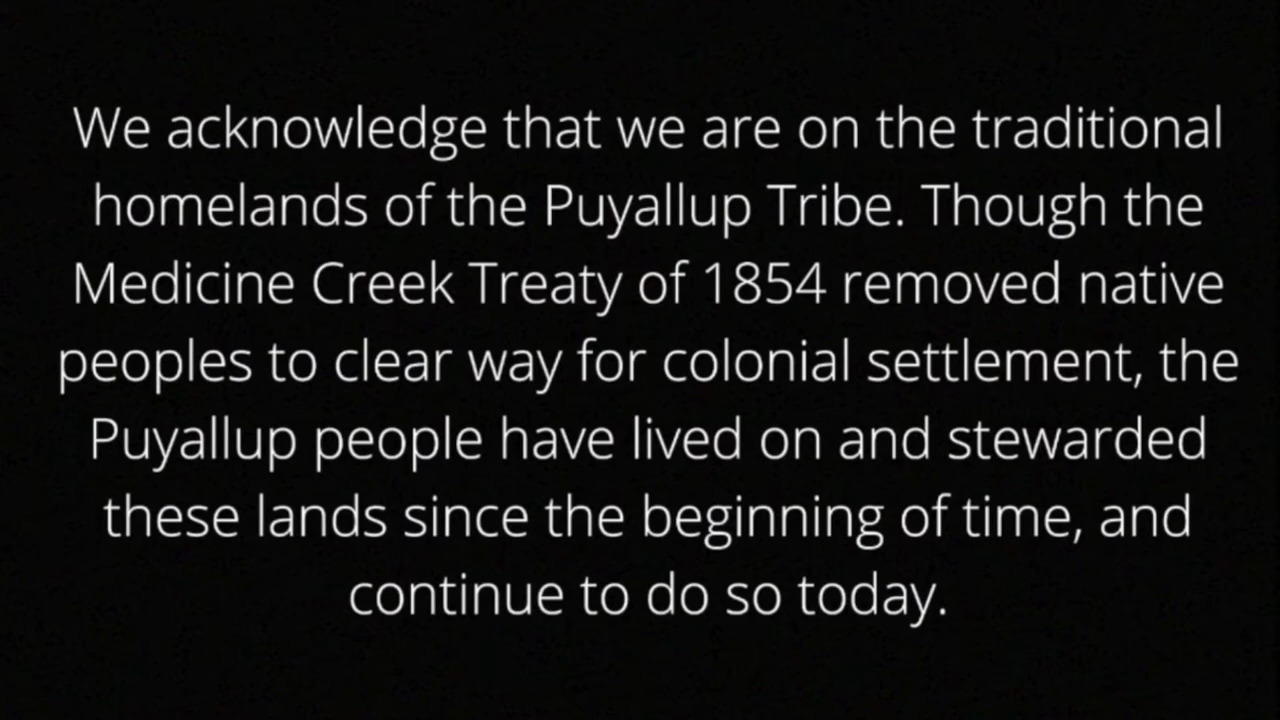 We acknowledge that we are on the traditional
homelands of the Puyallup Tribe. Though the
Medicine Creek Treaty of 1854 removed native
peoples to clear way for colonial settlement, the
Puyallup people have lived on and stewarded
these lands since the beginning of time, and
continue to do so today.